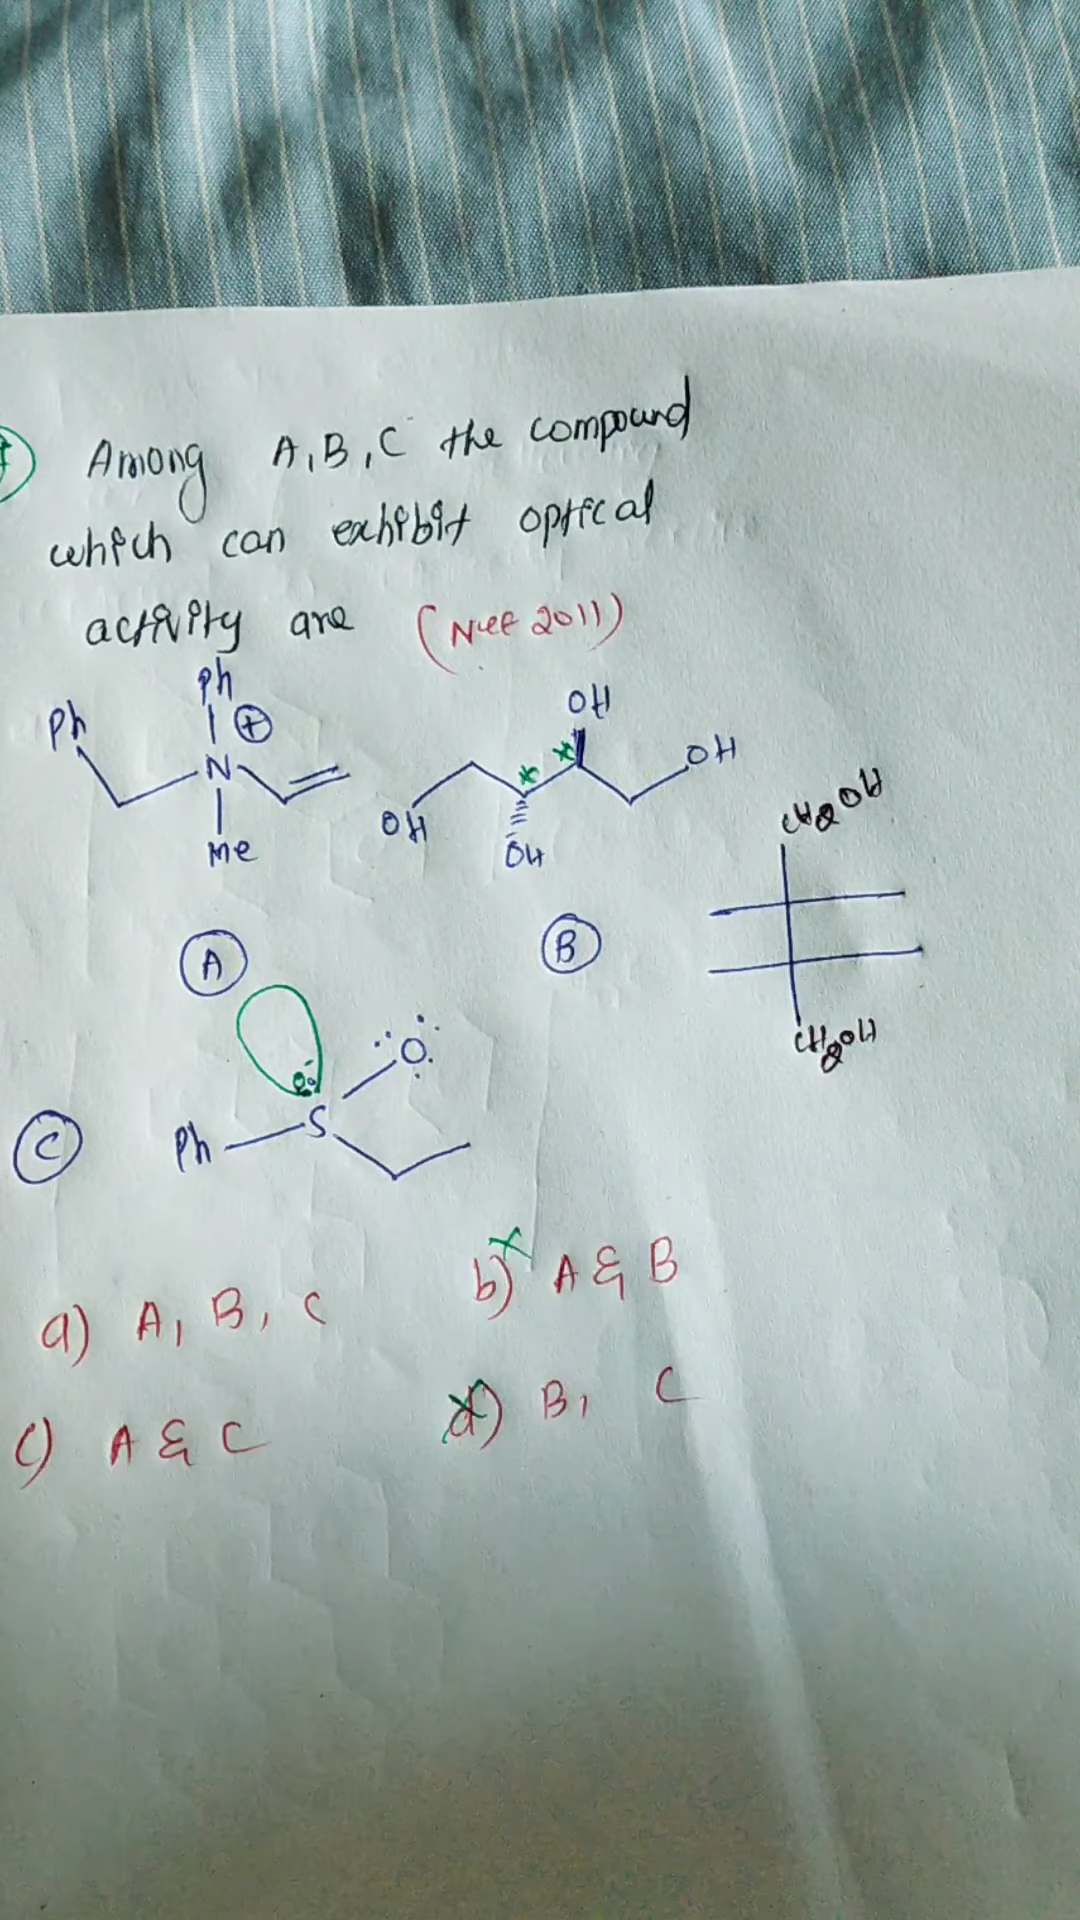 Among A, B, C the compound
which can exhibit optical
activity are (Neet 2011)
Ph
Ph
⊕
N
Me
OH
OH
OH
OH
A
B
CH2OH
CH2OH
C
Ph
S
O
a) A, B, C
b) A & B
c) A & C
d) B, C